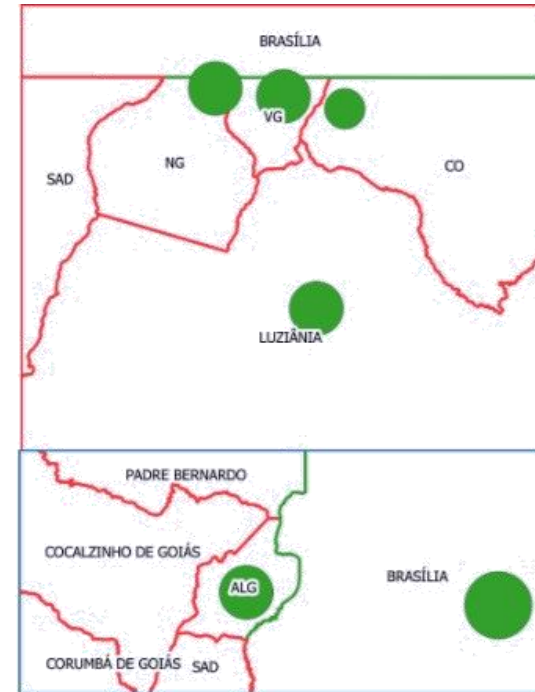 BRASÍLIA
VG
NG
CO
SAD
LUZIÂNIA
PADRE BERNARDO
COCALZINHO DE GOIÁS
BRASÍLIA
ALG
CORUMBÁ DE GOIÁS
SAD